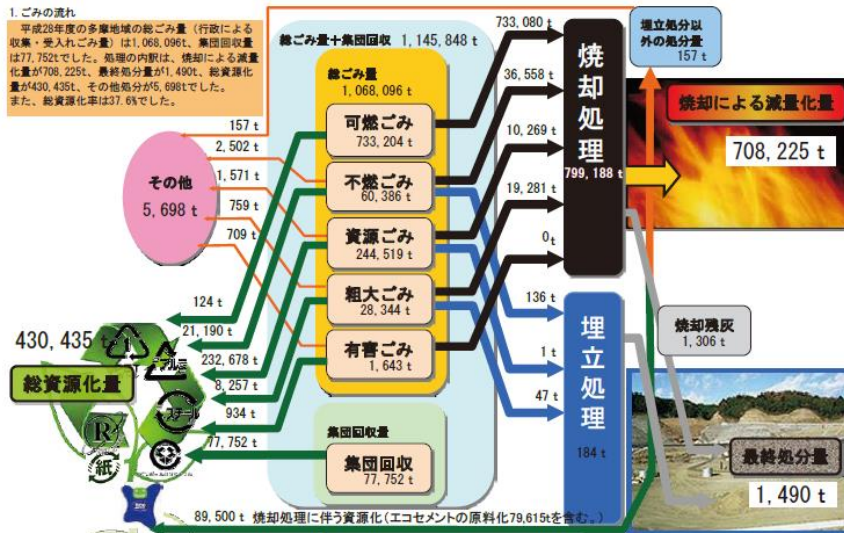 1. ごみの流れ
平成28年度の多摩地域の総ごみ量（行政による
収集・受入れごみ量）は1,068,096t、集団回収量
は77,752tでした。処理の内訳は、焼却による減量
化量が708,225t、最終処分量が1,490t、総資源化
量が430,435t、その他処分が5,698tでした。
また、総資源化率は37.6%でした。
総ごみ量＋集団回収 1,145,848 t
総ごみ量
1,068,096 t
可燃ごみ
733,204 t
不燃ごみ
60,386 t
資源ごみ
244,519 t
粗大ごみ
28,344 t
有害ごみ
1,643 t
集団回収量
集団回収
77,752 t
その他
5,698 t
157 t
2,502 t
1,571 t
759 t
709 t
124 t
21,190 t
232,678 t
8,257 t
934 t
77,752 t
430,435 t
総資源化量
1
アルミ
スチール
R
紙
733,080 t
36,558 t
10,269 t
19,281 t
0t
焼却処理
799,188 t
136 t
1 t
47 t
埋立処理
184 t
埋立処分以
外の処分量
157 t
焼却による減量化量
708,225 t
焼却残灰
1,306 t
最終処分量
1,490 t
89,500 t 焼却処理に伴う資源化(エコセメントの原料化79,615tを含む。)